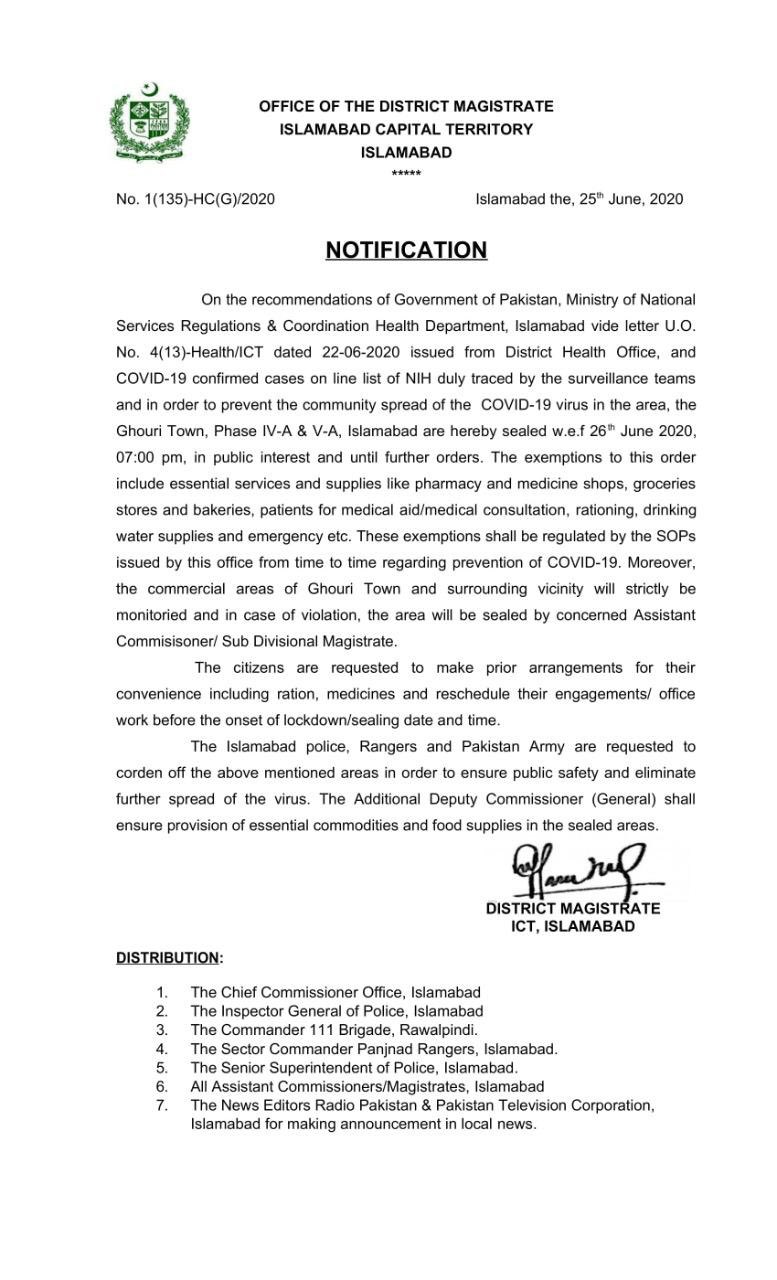 OFFICE OF THE DISTRICT MAGISTRATE
ISLAMABAD CAPITAL TERRITORY
ISLAMABAD
*****
No. 1(135)-HC(G)/2020 Islamabad the, 25th June, 2020
NOTIFICATION
On the recommendations of Government of Pakistan, Ministry of National
Services Regulations & Coordination Health Department, Islamabad vide letter U.O.
No. 4(13)-Health/ICT dated 22-06-2020 issued from District Health Office, and
COVID-19 confirmed cases on line list of NIH duly traced by the surveillance teams
and in order to prevent the community spread of the COVID-19 virus in the area, the
Ghouri Town, Phase IV-A & V-A, Islamabad are hereby sealed w.e.f 26th June 2020,
07:00 pm, in public interest and until further orders. The exemptions to this order
include essential services and supplies like pharmacy and medicine shops, groceries
stores and bakeries, patients for medical aid/medical consultation, rationing, drinking
water supplies and emergency etc. These exemptions shall be regulated by the SOPs
issued by this office from time to time regarding prevention of COVID-19. Moreover,
the commercial areas of Ghouri Town and surrounding vicinity will strictly be
monitoried and in case of violation, the area will be sealed by concerned Assistant
Commisisoner/ Sub Divisional Magistrate.
The citizens are requested to make prior arrangements for their
convenience including ration, medicines and reschedule their engagements/ office
work before the onset of lockdown/sealing date and time.
The Islamabad police, Rangers and Pakistan Army are requested to
corden off the above mentioned areas in order to ensure public safety and eliminate
further spread of the virus. The Additional Deputy Commissioner (General) shall
ensure provision of essential commodities and food supplies in the sealed areas.
DISTRICT MAGISTRATE
ICT, ISLAMABAD
DISTRIBUTION:
1. The Chief Commissioner Office, Islamabad
2. The Inspector General of Police, Islamabad
3. The Commander 111 Brigade, Rawalpindi.
4. The Sector Commander Panjnad Rangers, Islamabad.
5. The Senior Superintendent of Police, Islamabad.
6. All Assistant Commissioners/Magistrates, Islamabad
7. The News Editors Radio Pakistan & Pakistan Television Corporation,
Islamabad for making announcement in local news.